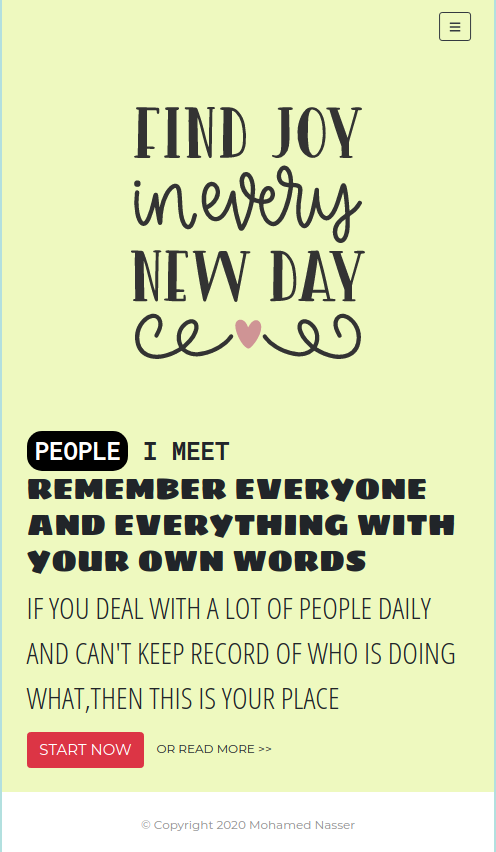 FIND JOY
in every
NEW DAY
PEOPLE I MEET
REMEMBER EVERYONE
AND EVERYTHING WITH
YOUR OWN WORDS
IF YOU DEAL WITH A LOT OF PEOPLE DAILY
AND CAN'T KEEP RECORD OF WHO IS DOING
WHAT,THEN THIS IS YOUR PLACE
START NOW OR READ MORE >>
© Copyright 2020 Mohamed Nasser